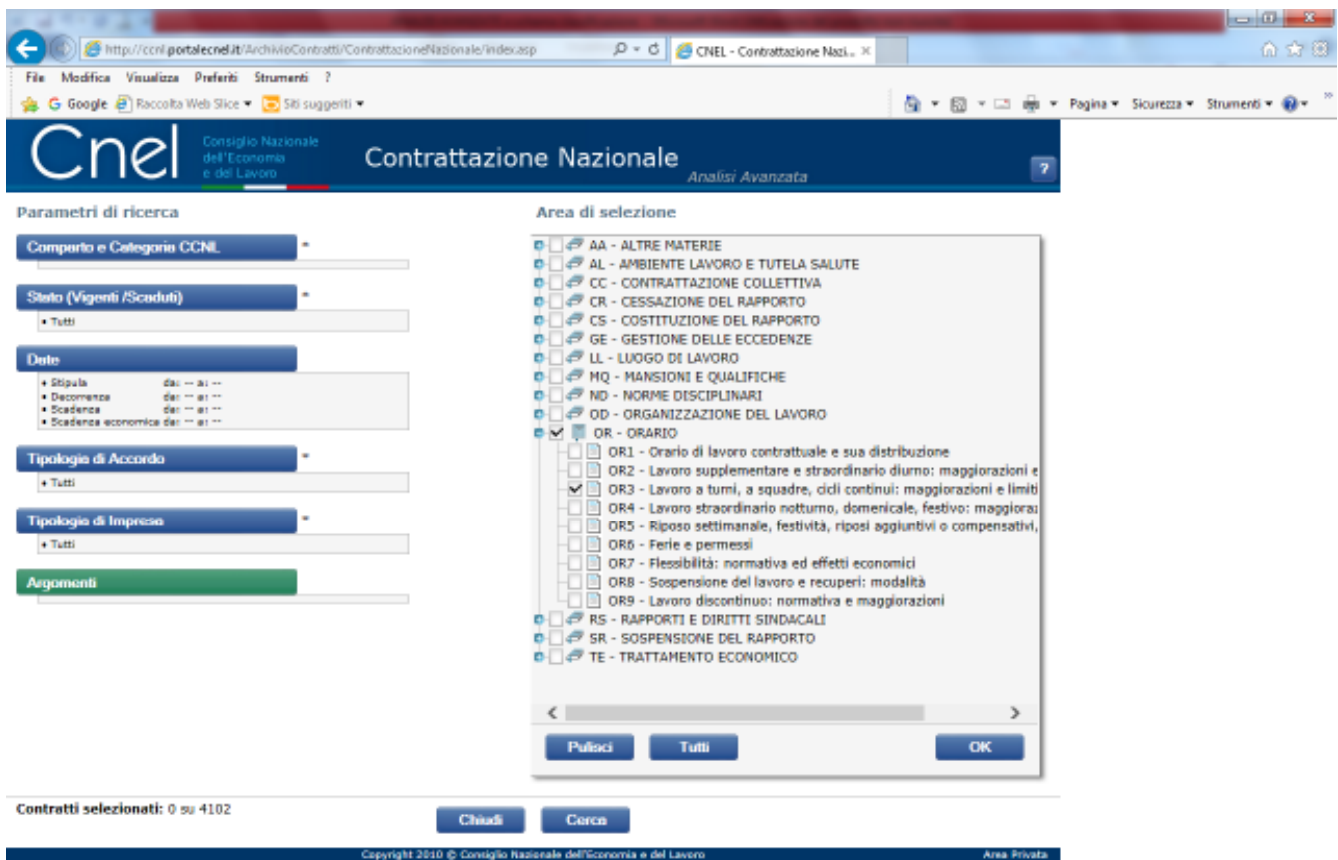 http://ccnl.portalecnel.it/ArchivioContratti/ContrattazioneNazionale/index.asp
CNEL - Contrattazione Nazi...
File Modifica Visualizza Preferiti Strumenti ?
Google Raccolta Web Slice Siti suggeriti
Pagina Sicurezza Strumenti
Cnel
Consiglio Nazionale
dell'Economia
e del Lavoro
Contrattazione Nazionale
Analisi Avanzata
?
Parametri di ricerca
Comparto e Categoria CCNL
Stato (Vigenti /Scaduti)
• Tutti
Date
• Stipula da: -- a: --
• Decorrenza da: -- a: --
• Scadenza da: -- a: --
• Scadenza economica da: -- a: --
Tipologia di Accordo
• Tutti
Tipologia di Impresa
• Tutti
Argomenti
Area di selezione
AA - ALTRE MATERIE
AL - AMBIENTE LAVORO E TUTELA SALUTE
CC - CONTRATTAZIONE COLLETTIVA
CR - CESSAZIONE DEL RAPPORTO
CS - COSTITUZIONE DEL RAPPORTO
GE - GESTIONE DELLE ECCEDENZE
LL - LUOGO DI LAVORO
MQ - MANSIONI E QUALIFICHE
ND - NORME DISCIPLINARI
OD - ORGANIZZAZIONE DEL LAVORO
OR - ORARIO
OR1 - Orario di lavoro contrattuale e sua distribuzione
OR2 - Lavoro supplementare e straordinario diurno: maggiorazioni e
OR3 - Lavoro a turni, a squadre, cicli continui: maggiorazioni e limiti
OR4 - Lavoro straordinario notturno, domenicale, festivo: maggioraz
OR5 - Riposo settimanale, festività, riposi aggiuntivi o compensativi,
OR6 - Ferie e permessi
OR7 - Flessibilità: normativa ed effetti economici
OR8 - Sospensione del lavoro e recuperi: modalità
OR9 - Lavoro discontinuo: normativa e maggiorazioni
RS - RAPPORTI E DIRITTI SINDACALI
SR - SOSPENSIONE DEL RAPPORTO
TE - TRATTAMENTO ECONOMICO
Pulisci Tutti OK
Contratti selezionati: 0 su 4102
Chiudi Cerca
Copyright 2010 © Consiglio Nazionale dell'Economia e del Lavoro Area Privata